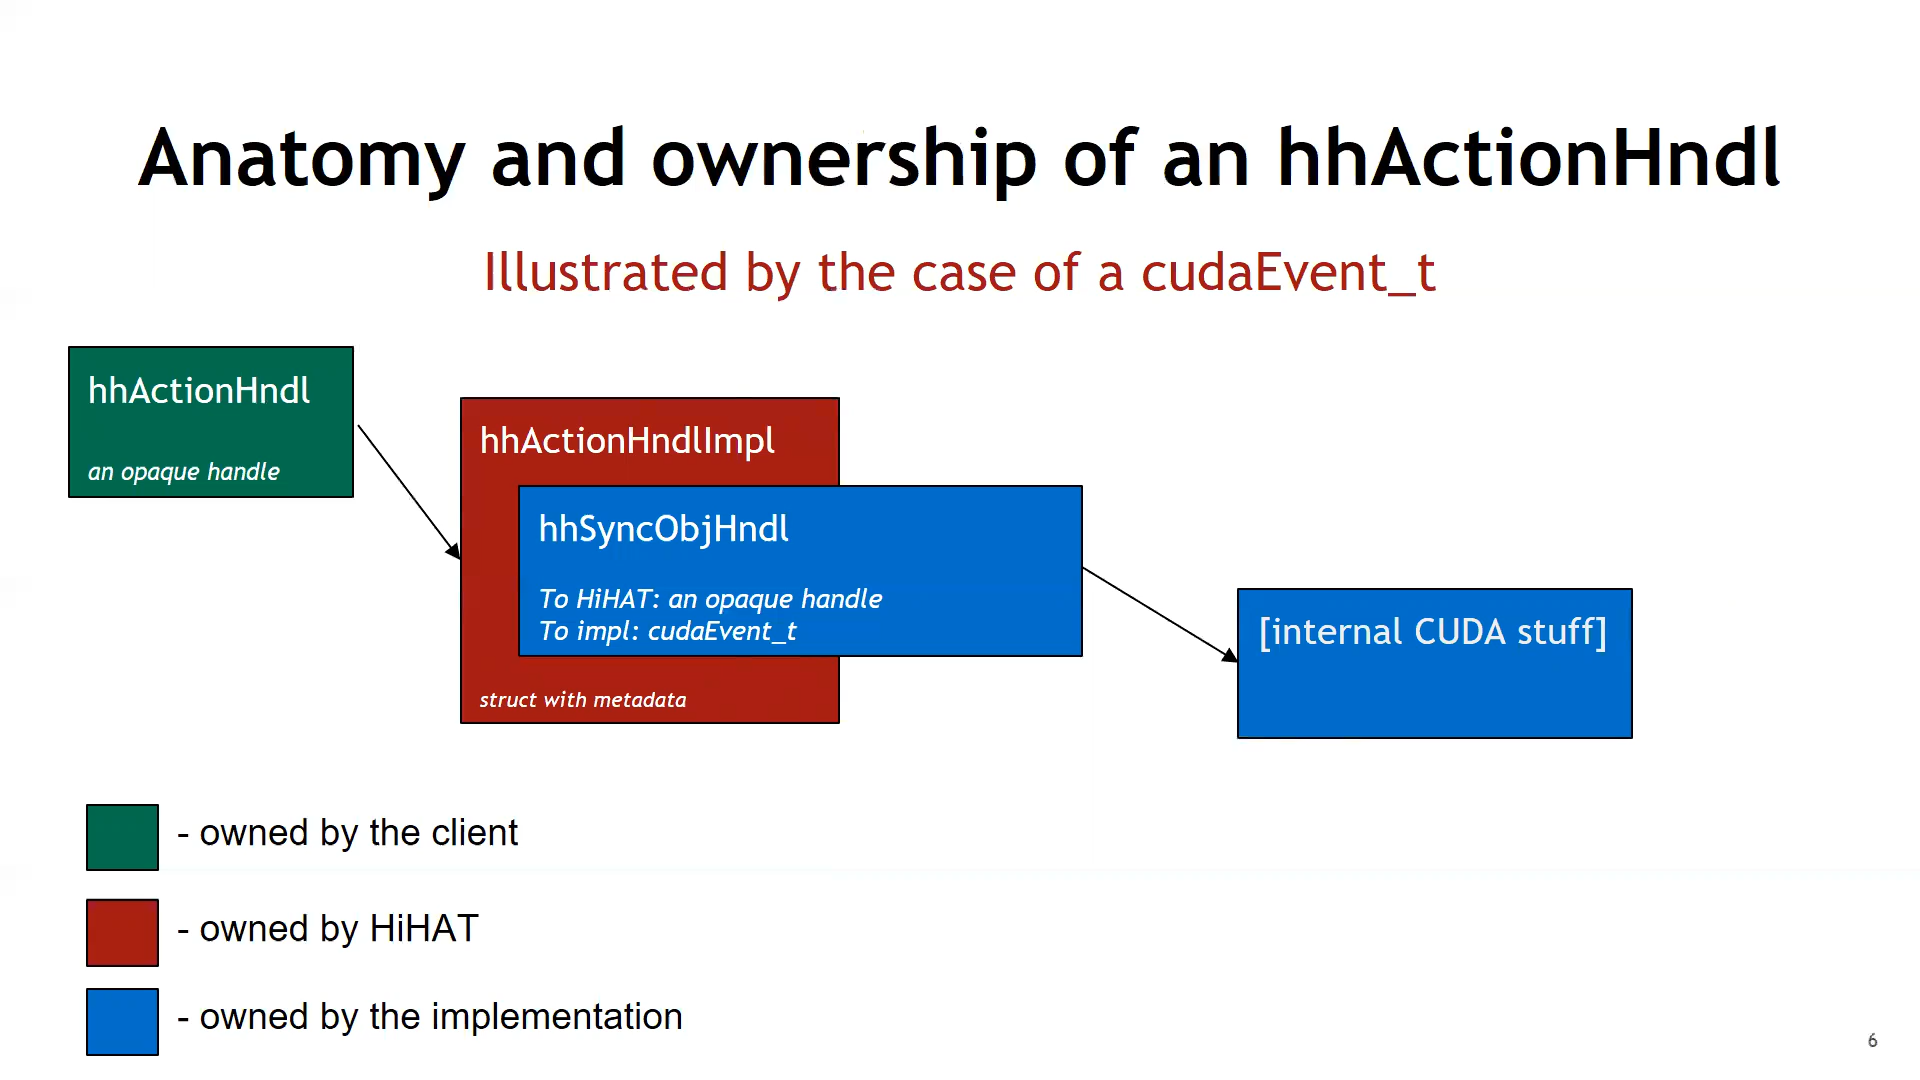 Anatomy and ownership of an hhActionHndl
Illustrated by the case of a cudaEvent_t
hhActionHndl
an opaque handle
hhActionHndlImpl
hhSyncObjHndl
To HiHAT: an opaque handle
To impl: cudaEvent_t
struct with metadata
[internal CUDA stuff]
- owned by the client
- owned by HiHAT
- owned by the implementation
6